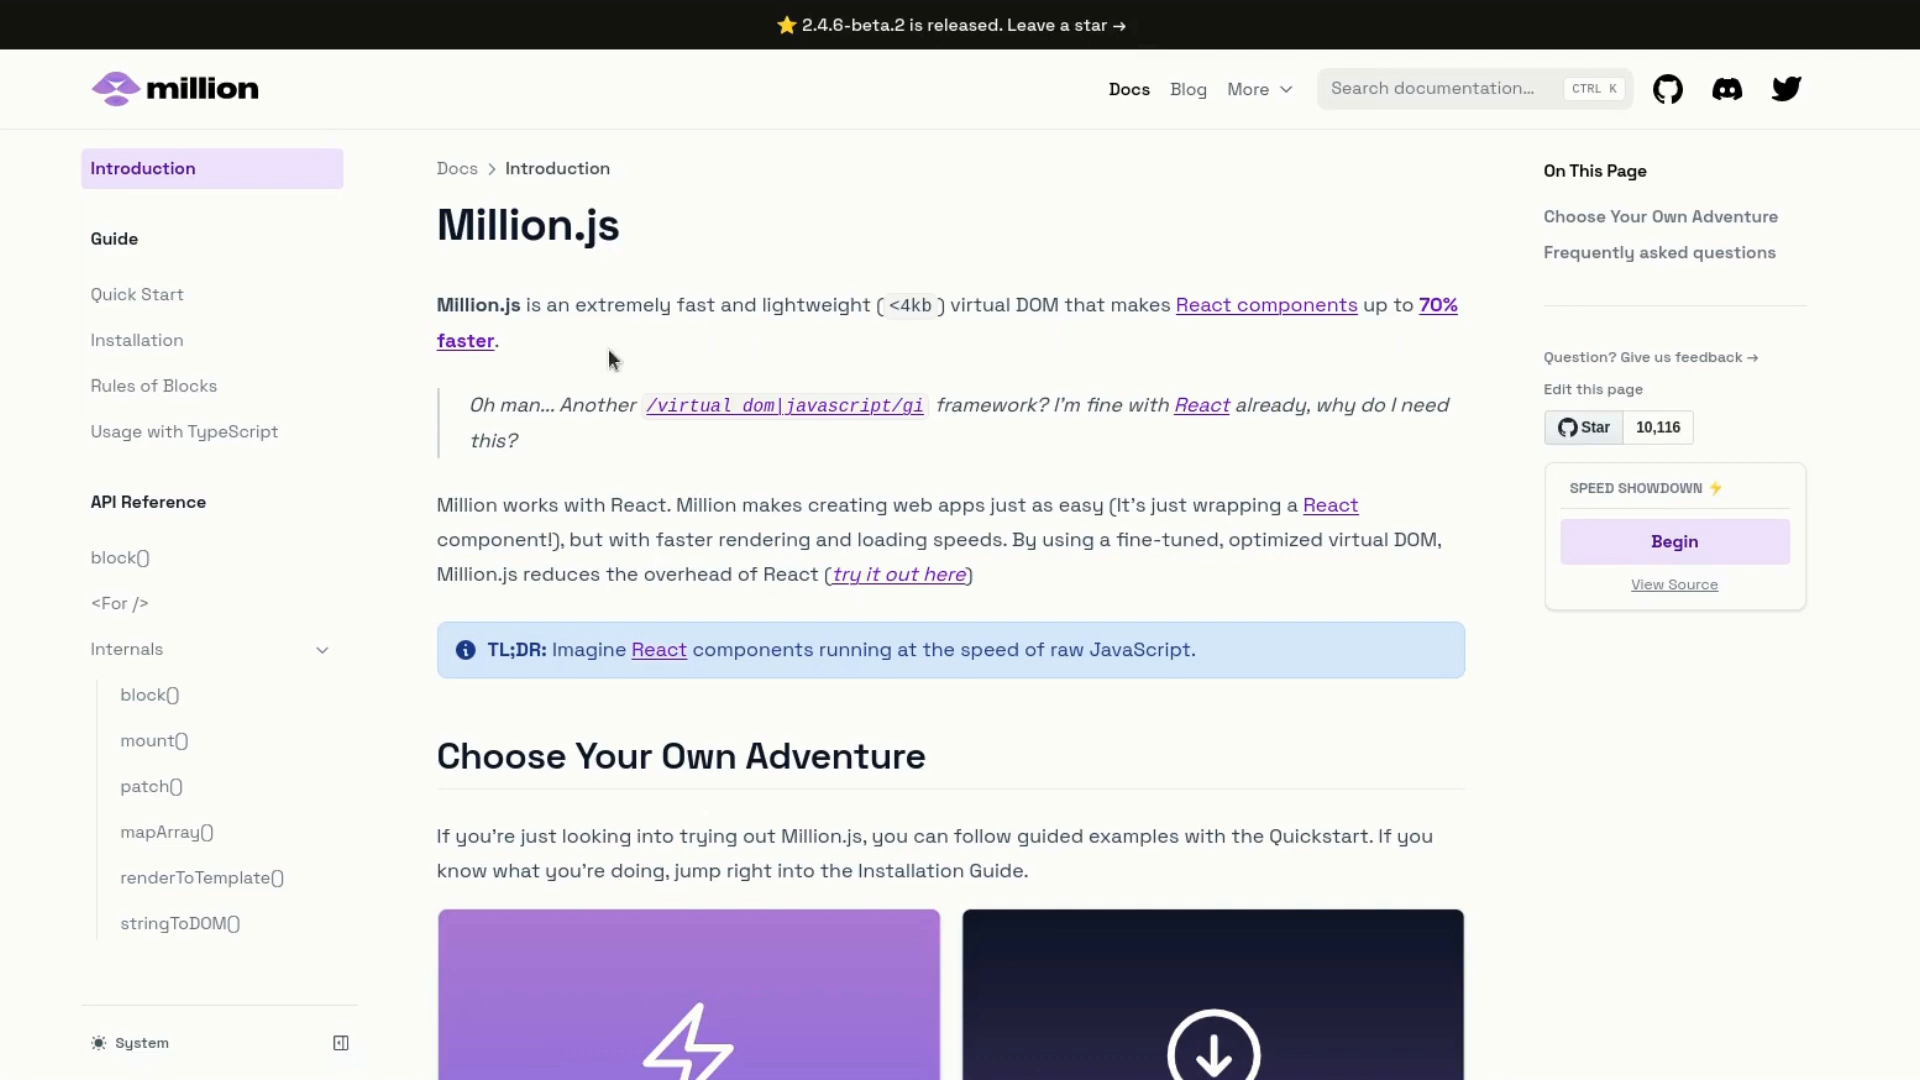 ⭐ 2.4.6-beta.2 is released. Leave a star →
million
Docs
Blog
More
Search documentation...
CTRL K
Introduction
Guide
Quick Start
Installation
Rules of Blocks
Usage with TypeScript
API Reference
block()
<For />
Internals
block()
mount()
patch()
mapArray()
renderToTemplate()
stringToDOM()
System
Docs > Introduction
Million.js
Million.js is an extremely fast and lightweight (<4kb) virtual DOM that makes React components up to 70%
faster.
Oh man... Another /virtual dom|javascript/gi framework? I'm fine with React already, why do I need
this?
Million works with React. Million makes creating web apps just as easy (It's just wrapping a React
component!), but with faster rendering and loading speeds. By using a fine-tuned, optimized virtual DOM,
Million.js reduces the overhead of React (try it out here)
TL;DR: Imagine React components running at the speed of raw JavaScript.
Choose Your Own Adventure
If you're just looking into trying out Million.js, you can follow guided examples with the Quickstart. If you
know what you're doing, jump right into the Installation Guide.
On This Page
Choose Your Own Adventure
Frequently asked questions
Question? Give us feedback →
Edit this page
Star 10,116
SPEED SHOWDOWN ⚡
Begin
View Source